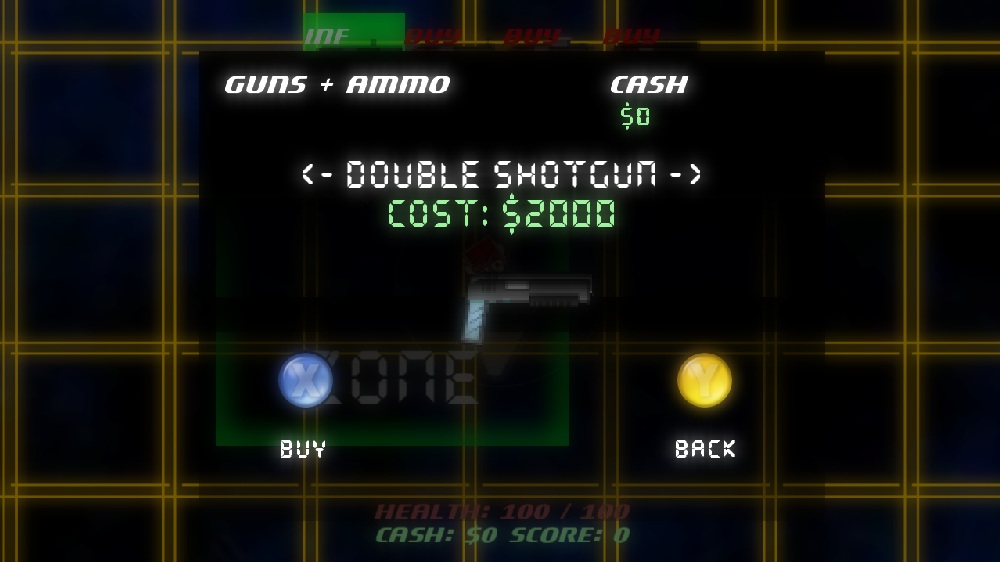 INF BUY BUY BUY
GUNS + AMMO
CASH
$0
<- DOUBLE SHOTGUN ->
COST: $2000
ZONE
X
Y
BUY
BACK
HEALTH: 100 / 100
CASH: $0 SCORE: 0